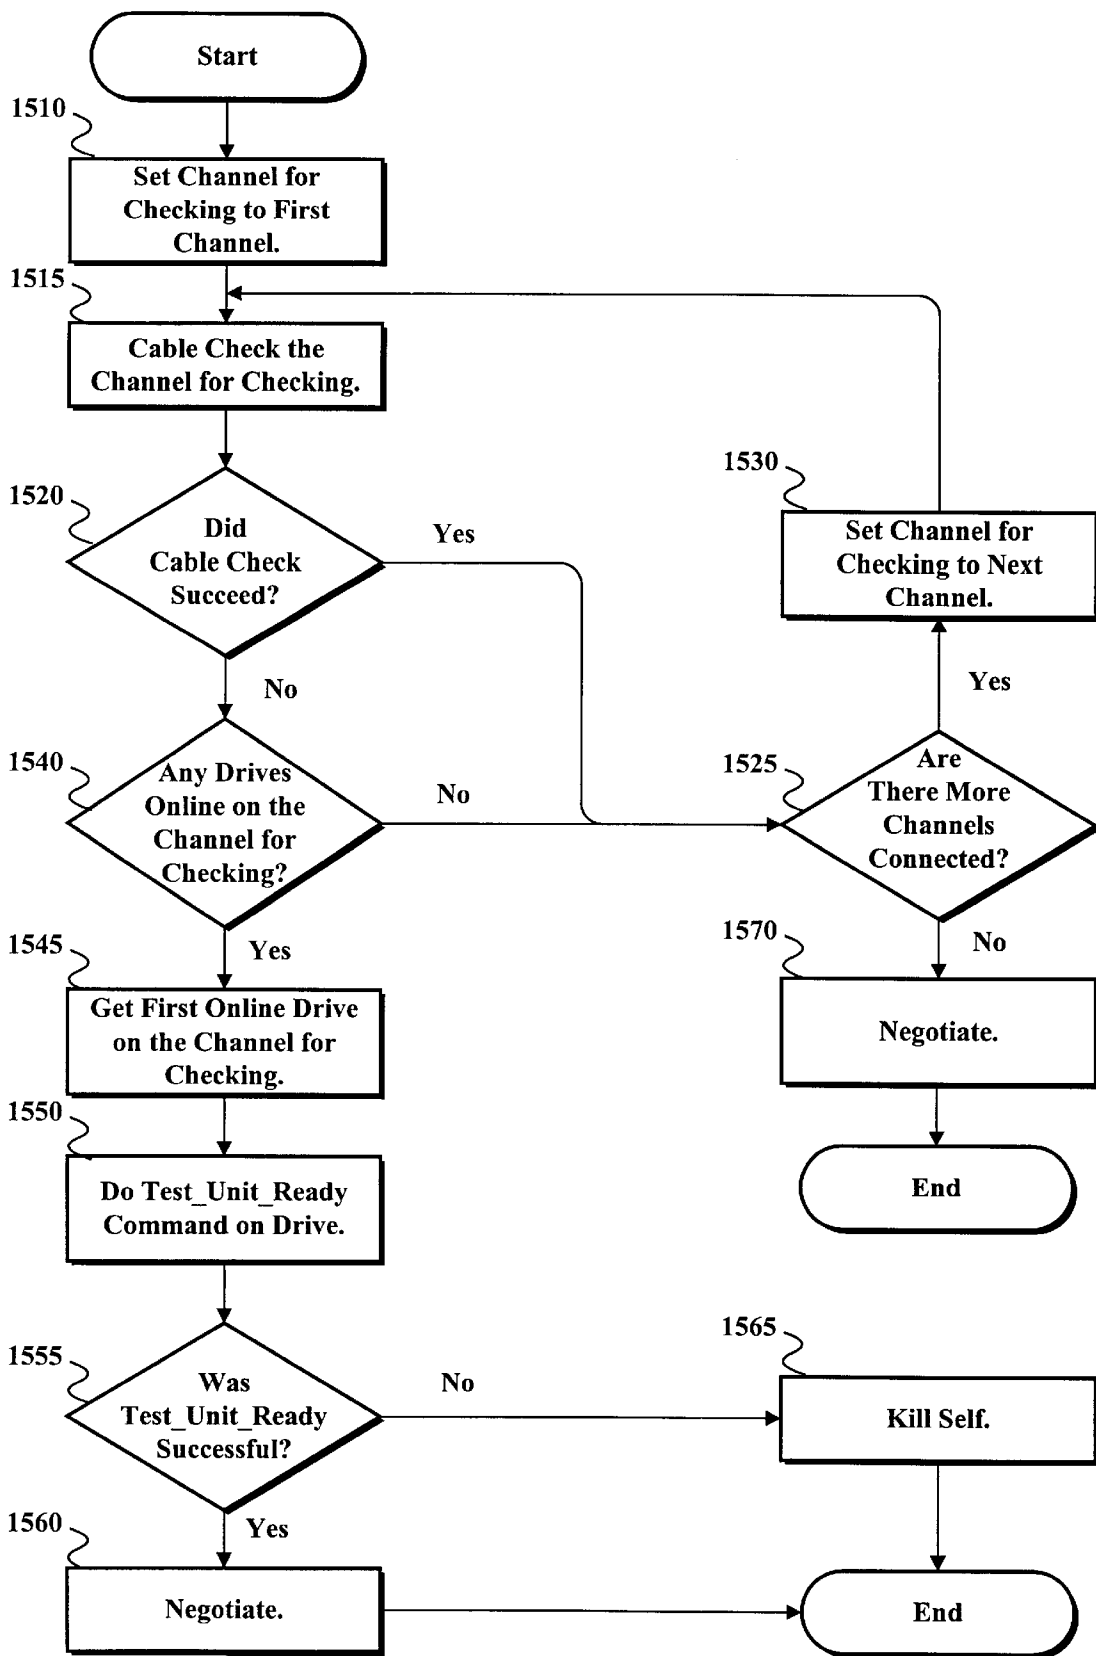 Start
1510
Set Channel for
Checking to First
Channel.
1515
Cable Check the
Channel for Checking.
1520
Did
Cable Check
Succeed?
Yes
No
1530
Set Channel for
Checking to Next
Channel.
Yes
1540
Any Drives
Online on the
Channel for
Checking?
No
Yes
1525
Are
There More
Channels
Connected?
No
1545
Get First Online Drive
on the Channel for
Checking.
1570
Negotiate.
End
1550
Do Test_Unit_Ready
Command on Drive.
1555
Was
Test_Unit_Ready
Successful?
No
Yes
1565
Kill Self.
1560
Negotiate.
End